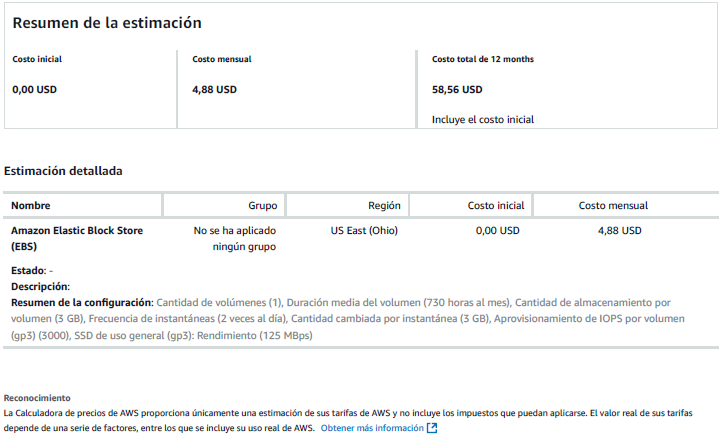 Resumen de la estimación
Costo inicial
0,00 USD
Costo mensual
4,88 USD
Costo total de 12 months
58,56 USD
Incluye el costo inicial
Estimación detallada
Nombre Grupo Región Costo inicial Costo mensual
Amazon Elastic Block Store No se ha aplicado US East (Ohio) 0,00 USD 4,88 USD
(EBS) ningún grupo
Estado: -
Descripción:
Resumen de la configuración: Cantidad de volúmenes (1), Duración media del volumen (730 horas al mes), Cantidad de almacenamiento por
volumen (3 GB), Frecuencia de instantáneas (2 veces al día), Cantidad cambiada por instantánea (3 GB), Aprovisionamiento de IOPS por volumen
(gp3) (3000), SSD de uso general (gp3): Rendimiento (125 MBps)
Reconocimiento
La Calculadora de precios de AWS proporciona únicamente una estimación de sus tarifas de AWS y no incluye los impuestos que puedan aplicarse. El valor real de sus tarifas
depende de una serie de factores, entre los que se incluye su uso real de AWS. Obtener más información